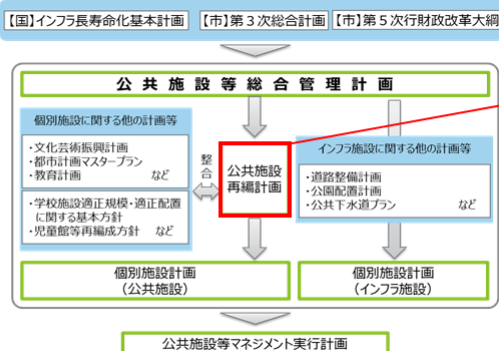 【国】インフラ長寿命化基本計画
【市】第３次総合計画
【市】第５次行財政改革大綱
公共施設等総合管理計画
個別施設に関する他の計画等
・文化芸術振興計画
・都市計画マスタープラン
・教育計画 など
・学校施設適正規模・適正配置
に関する基本方針
・児童館等再編成方針 など
整合
公共施設
再編計画
インフラ施設に関する他の計画等
・道路整備計画
・公園配置計画
・公共下水道プラン など
個別施設計画
（公共施設）
個別施設計画
（インフラ施設）
公共施設等マネジメント実行計画